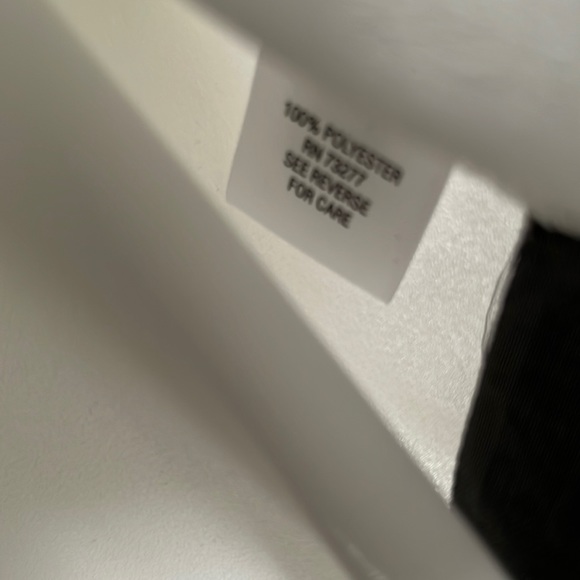 100% POLYESTER
RN 73277
SEE REVERSE
FOR CARE